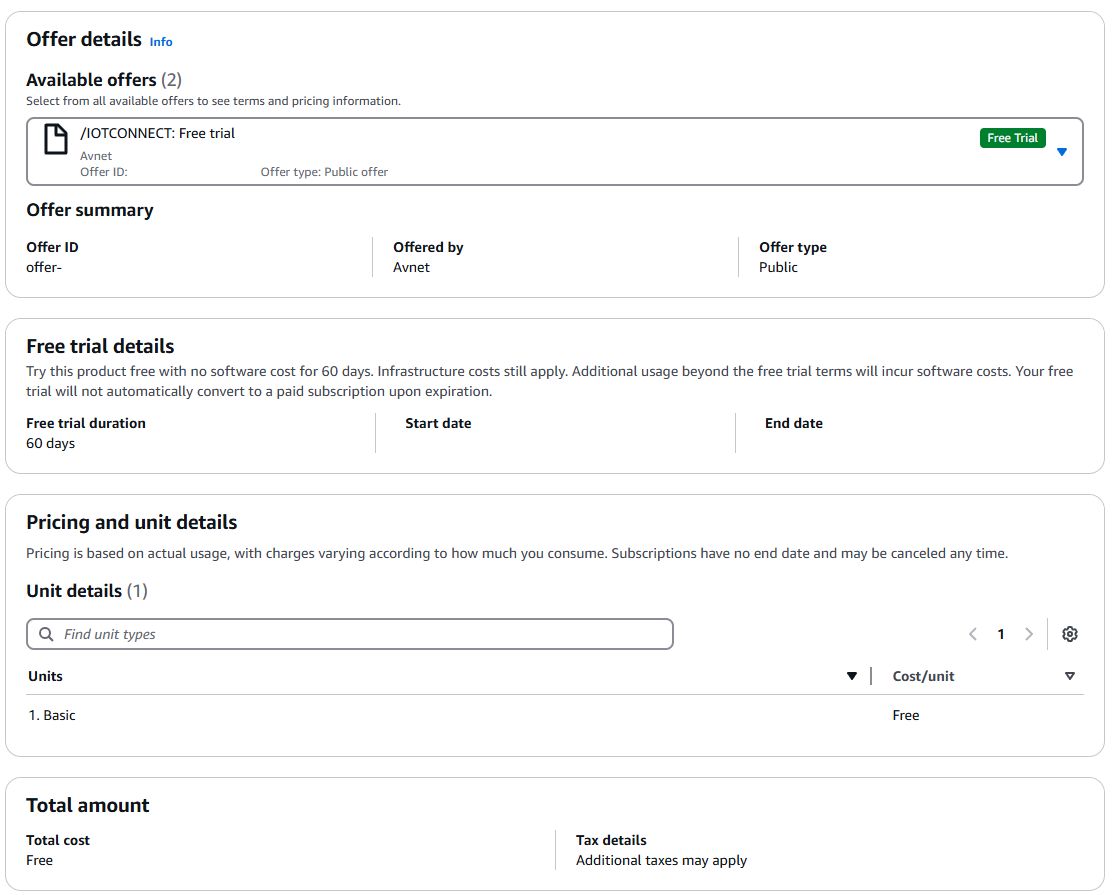 Offer details Info
Available offers (2)
Select from all available offers to see terms and pricing information.
/IOTCONNECT: Free trial
Free Trial
Avnet
Offer ID: Offer type: Public offer
Offer summary
Offer ID Offered by Offer type
offer- Avnet Public
Free trial details
Try this product free with no software cost for 60 days. Infrastructure costs still apply. Additional usage beyond the free trial terms will incur software costs. Your free
trial will not automatically convert to a paid subscription upon expiration.
Free trial duration Start date End date
60 days
Pricing and unit details
Pricing is based on actual usage, with charges varying according to how much you consume. Subscriptions have no end date and may be canceled any time.
Unit details (1)
Find unit types 1
Units Cost/unit
1. Basic Free
Total amount
Total cost Tax details
Free Additional taxes may apply